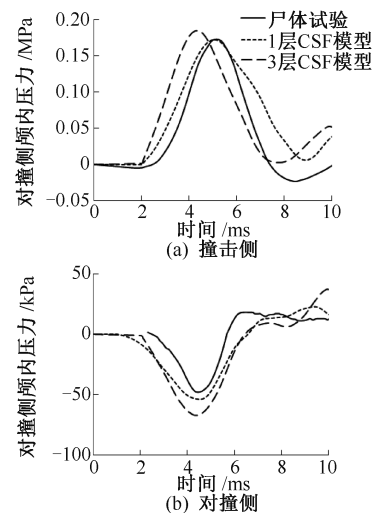 尸体试验
1层CSF模型
3层CSF模型
对撞侧颅内压力 /MPa
0.20
0.15
0.10
0.05
0
−0.05
0 2 4 6 8 10
时间 /ms
(a) 撞击侧
对撞侧颅内压力 /kPa
50
0
−50
−100
0 2 4 6 8 10
时间 /ms
(b) 对撞侧